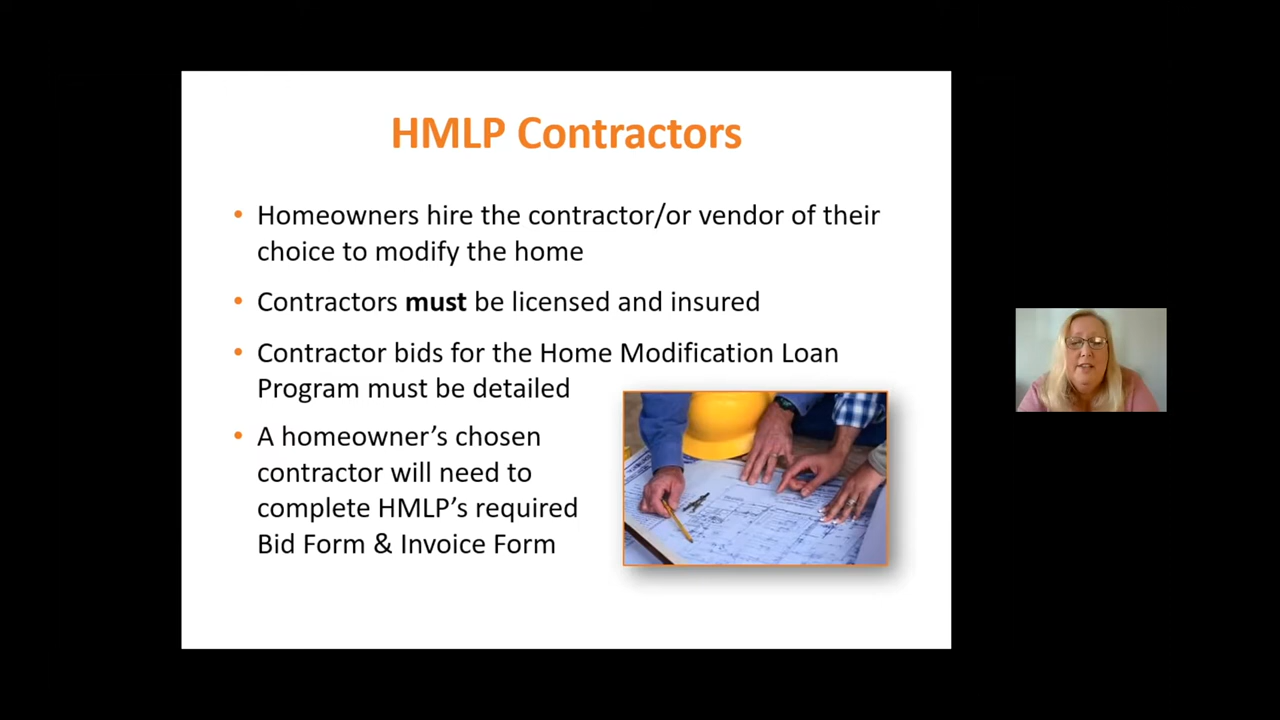 HMLP Contractors
• Homeowners hire the contractor/or vendor of their
choice to modify the home
• Contractors must be licensed and insured
• Contractor bids for the Home Modification Loan
Program must be detailed
• A homeowner’s chosen
contractor will need to
complete HMLP’s required
Bid Form & Invoice Form